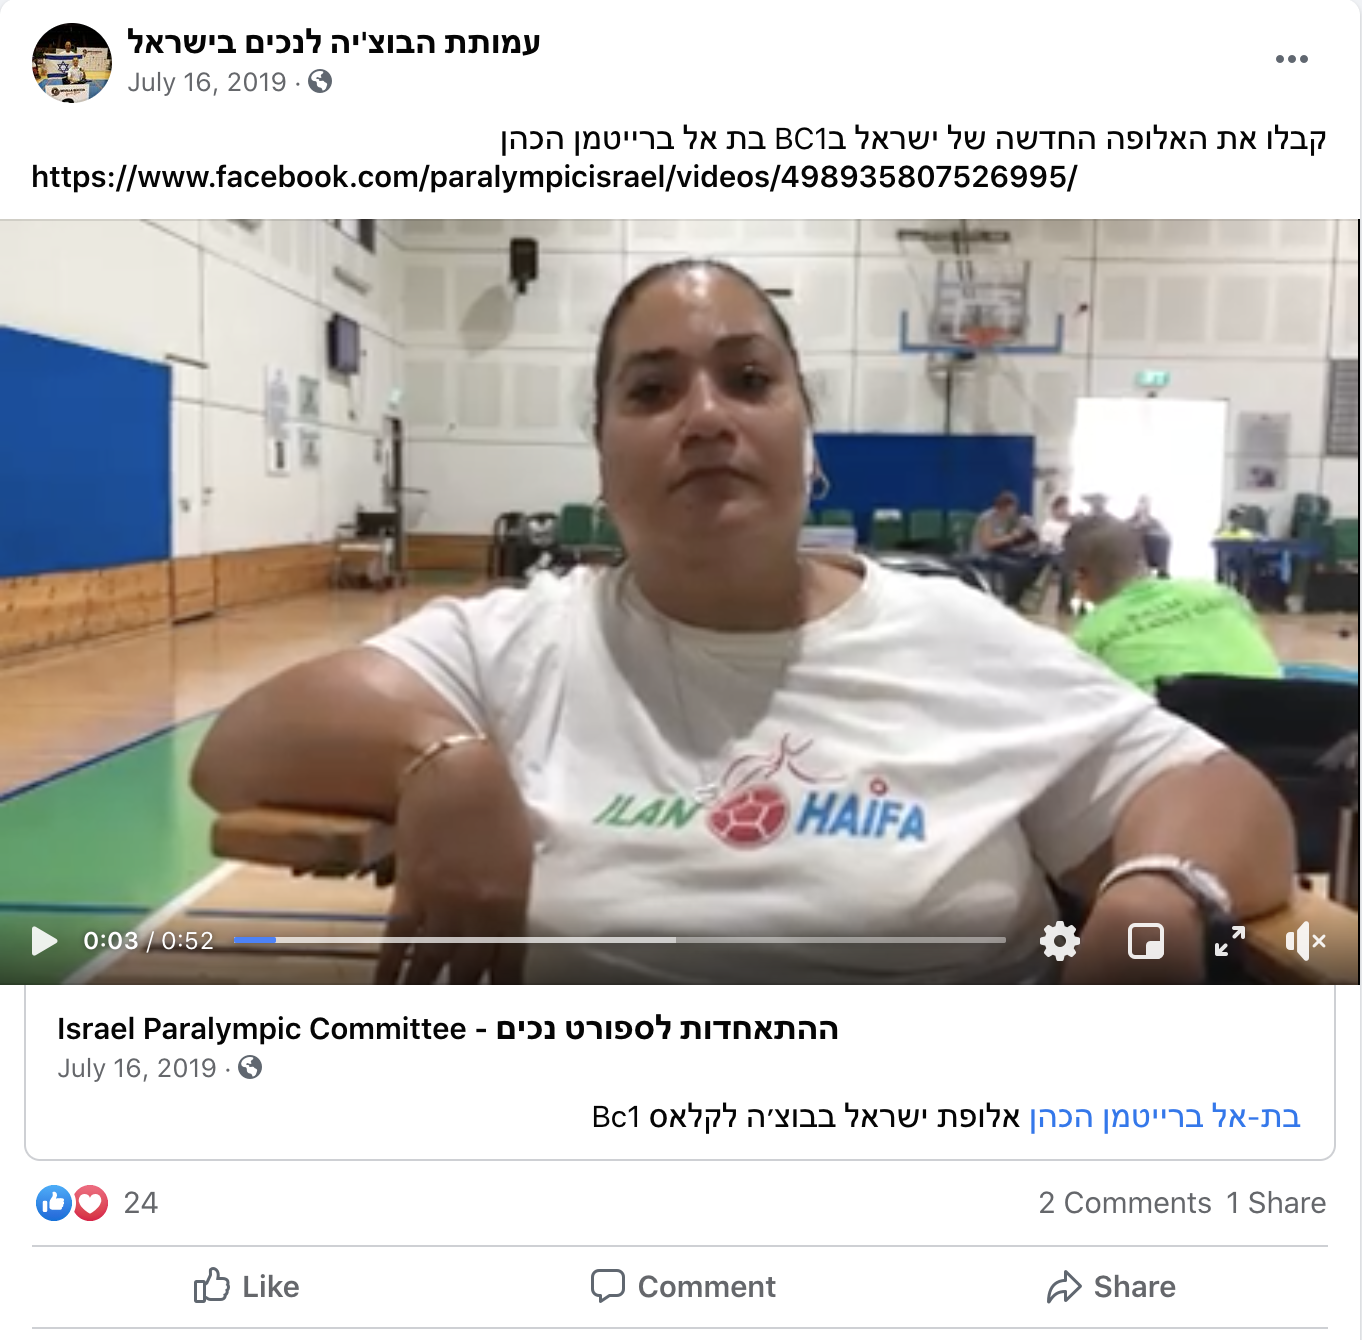 עמותת הבוצ'יה לנכים בישראל
July 16, 2019 ·
קבלו את האלופה החדשה של ישראל בBC1 בת אל ברייטמן הכהן
https://www.facebook.com/paralympicisrael/videos/498935807526995/
ILAN HAIFA
0:03 / 0:52
Israel Paralympic Committee - ההתאחדות לספורט נכים
July 16, 2019 ·
בת-אל ברייטמן הכהן אלופת ישראל בבוצ׳ה לקלאס Bc1
24
2 Comments 1 Share
Like
Comment
Share